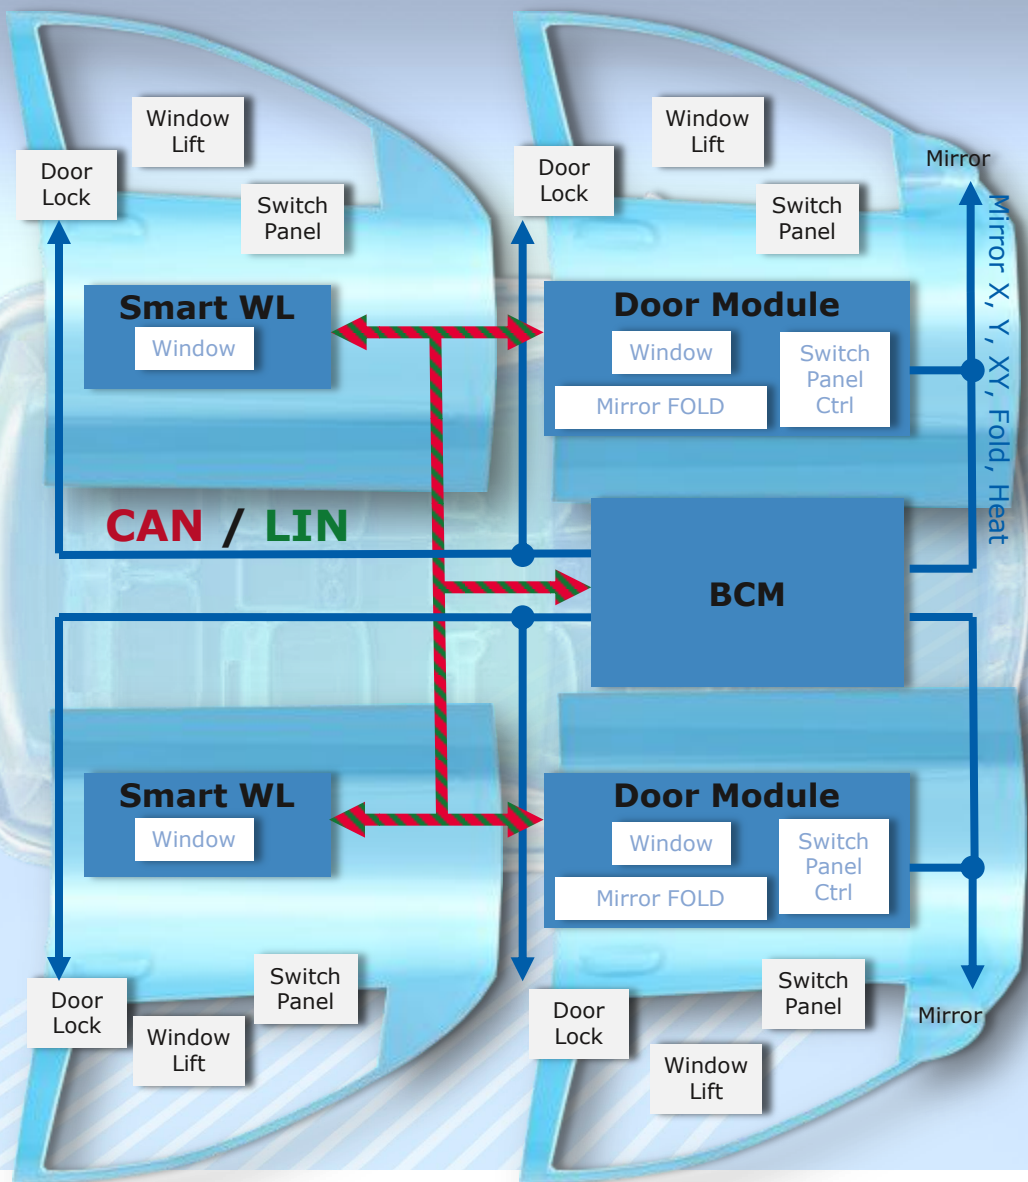 Window
Lift
Door
Lock
Switch
Panel
Smart WL
Window
Window
Lift
Door
Lock
Switch
Panel
Mirror
Mirror X, Y, XY, Fold, Heat
Door Module
Window
Mirror FOLD
Switch
Panel
Ctrl
CAN / LIN
BCM
Smart WL
Window
Door Module
Window
Mirror FOLD
Switch
Panel
Ctrl
Switch
Panel
Door
Lock
Window
Lift
Switch
Panel
Door
Lock
Mirror
Window
Lift